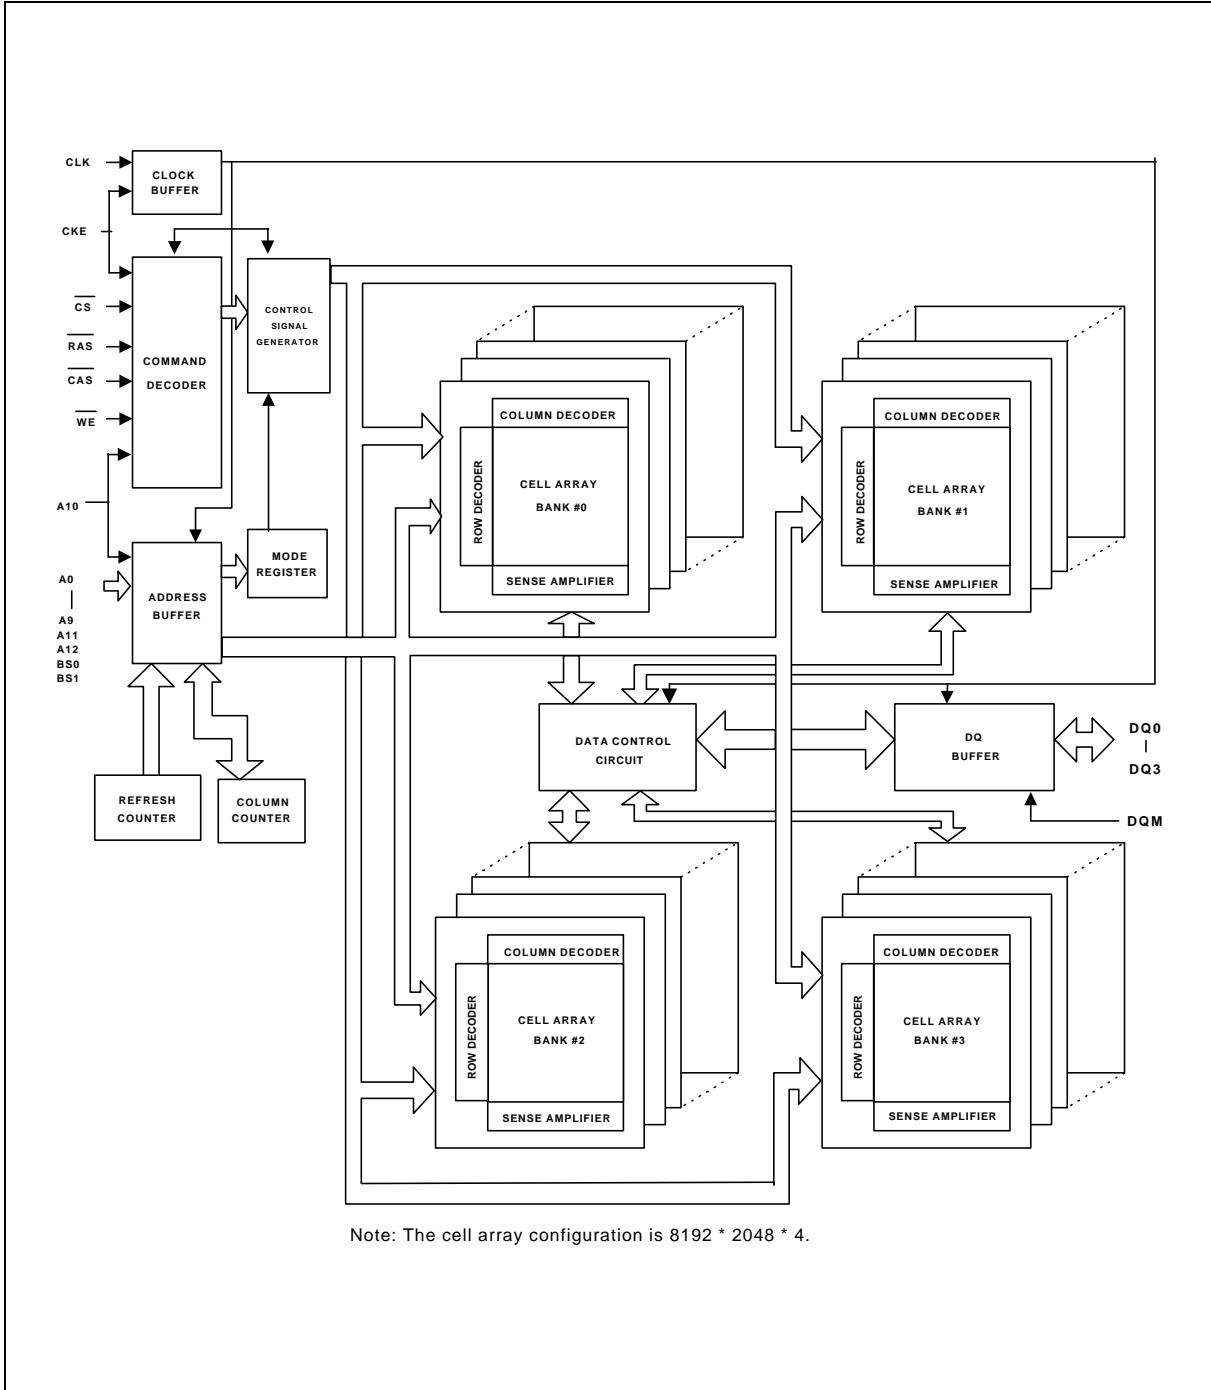 CLK
CLOCK
BUFFER
CKE
CS
RAS
CAS
WE
COMMAND
DECODER
CONTROL
SIGNAL
GENERATOR
A10
A0
A9
A11
A12
BS0
BS1
ADDRESS
BUFFER
MODE
REGISTER
REFRESH
COUNTER
COLUMN
COUNTER
COLUMN DECODER
ROW DECODER
CELL ARRAY
BANK #0
SENSE AMPLIFIER
COLUMN DECODER
ROW DECODER
CELL ARRAY
BANK #1
SENSE AMPLIFIER
DATA CONTROL
CIRCUIT
DQ
BUFFER
DQ0
DQ3
DQM
COLUMN DECODER
ROW DECODER
CELL ARRAY
BANK #2
SENSE AMPLIFIER
COLUMN DECODER
ROW DECODER
CELL ARRAY
BANK #3
SENSE AMPLIFIER
Note: The cell array configuration is 8192 * 2048 * 4.